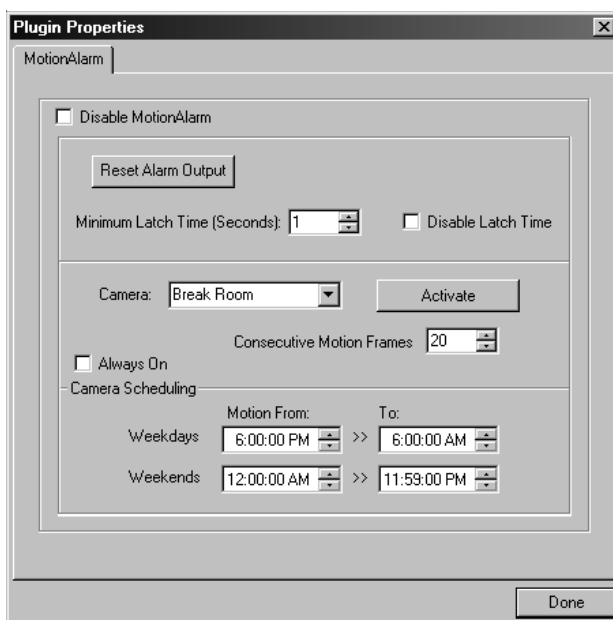 Plugin Properties
MotionAlarm
Disable MotionAlarm
Reset Alarm Output
Minimum Latch Time (Seconds): 1 Disable Latch Time
Camera: Break Room Activate
Consecutive Motion Frames 20
Always On
Camera Scheduling
Motion From: To:
Weekdays 6:00:00 PM >> 6:00:00 AM
Weekends 12:00:00 AM >> 11:59:00 PM
Done